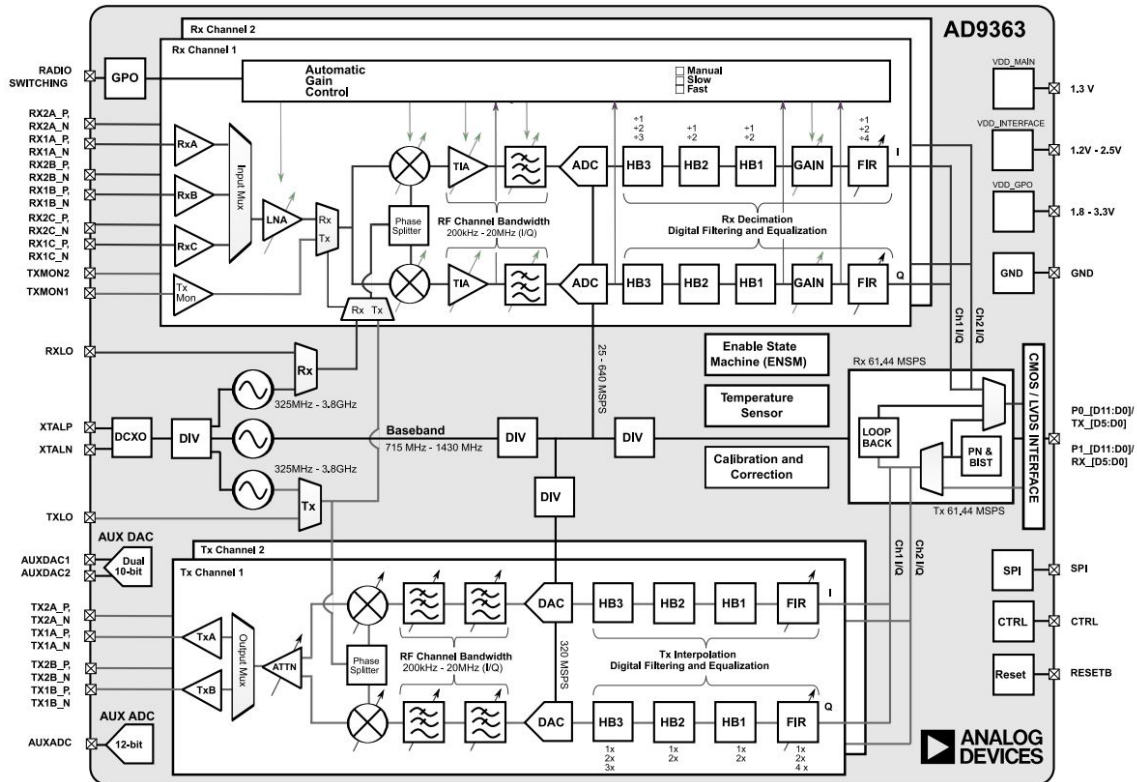 AD9363
Rx Channel 2
Rx Channel 1
RADIO
SWITCHING
GPO
Automatic
Gain
Control
Manual
Slow
Fast
VDD_MAIN
1.3 V
VDD_INTERFACE
1.2V - 2.5V
VDD_GPO
1.8 - 3.3V
GND
GND
RX2A_P,
RX2A_N
RX1A_P,
RX1A_N
RX2B_P,
RX2B_N
RX1B_P,
RX1B_N
RX2C_P,
RX2C_N
RX1C_P,
RX1C_N
TXMON2
TXMON1
RxA
RxB
RxC
Tx
Mon
Input Mux
LNA
Rx
Tx
Phase
Splitter
TIA
ADC
÷1
÷2
÷3
HB3
÷1
÷2
HB2
÷1
÷2
HB1
GAIN
÷1
÷2
÷4
FIR
I
RF Channel Bandwidth
200kHz - 20MHz (I/Q)
Rx Decimation
Digital Filtering and Equalization
TIA
ADC
HB3
HB2
HB1
GAIN
FIR
Q
Rx Tx
Ch1 I/Q
Ch2 I/Q
RXLO
Rx
325MHz - 3.8GHz
25 - 640 MSPS
Enable State
Machine (ENSM)
Temperature
Sensor
Calibration and
Correction
Rx 61.44 MSPS
LOOP
BACK
PN &
BIST
Tx 61.44 MSPS
CMOS / LVDS INTERFACE
P0_[D11:D0]/
TX_[D5:D0]
P1_[D11:D0]/
RX_[D5:D0]
XTALP
XTALN
DCXO
DIV
Baseband
715 MHz - 1430 MHz
DIV
DIV
DIV
325MHz - 3.8GHz
TXLO
Tx
AUX DAC
AUXDAC1
AUXDAC2
Dual
10-bit
Tx Channel 2
Tx Channel 1
Ch1 I/Q
Ch2 I/Q
TX2A_P,
TX2A_N
TX1A_P,
TX1A_N
TX2B_P,
TX2B_N
TX1B_P,
TX1B_N
TxA
TxB
Output Mux
ATTN
Phase
Splitter
RF Channel Bandwidth
200kHz - 20MHz (I/Q)
DAC
320 MSPS
HB3
HB2
HB1
FIR
I
Tx Interpolation
Digital Filtering and Equalization
DAC
HB3
HB2
HB1
FIR
Q
1x
2x
3x
1x
2x
1x
2x
1x
2x
4 x
AUX ADC
AUXADC
12-bit
SPI
SPI
CTRL
CTRL
Reset
RESETB
ANALOG
DEVICES